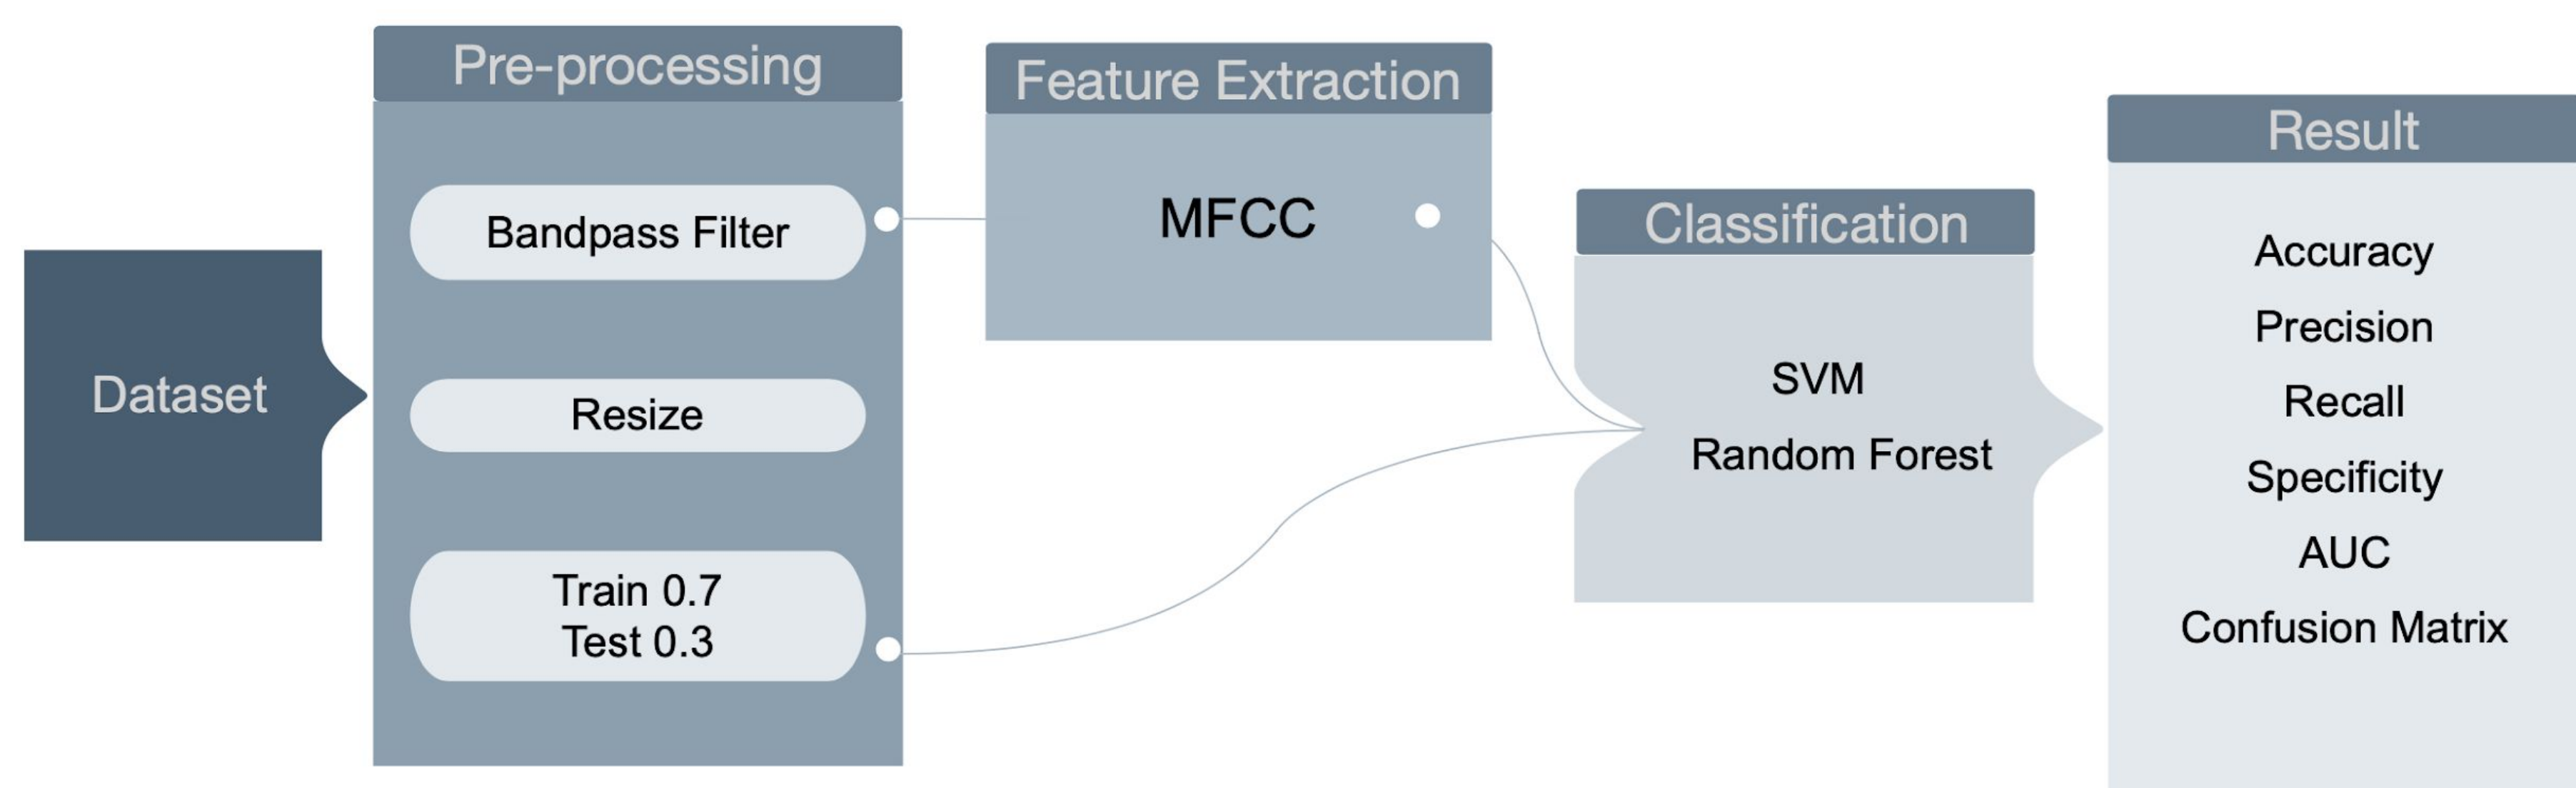 Dataset
Pre-processing
Bandpass Filter
Resize
Train 0.7
Test 0.3
Feature Extraction
MFCC
Classification
SVM
Random Forest
Result
Accuracy
Precision
Recall
Specificity
AUC
Confusion Matrix